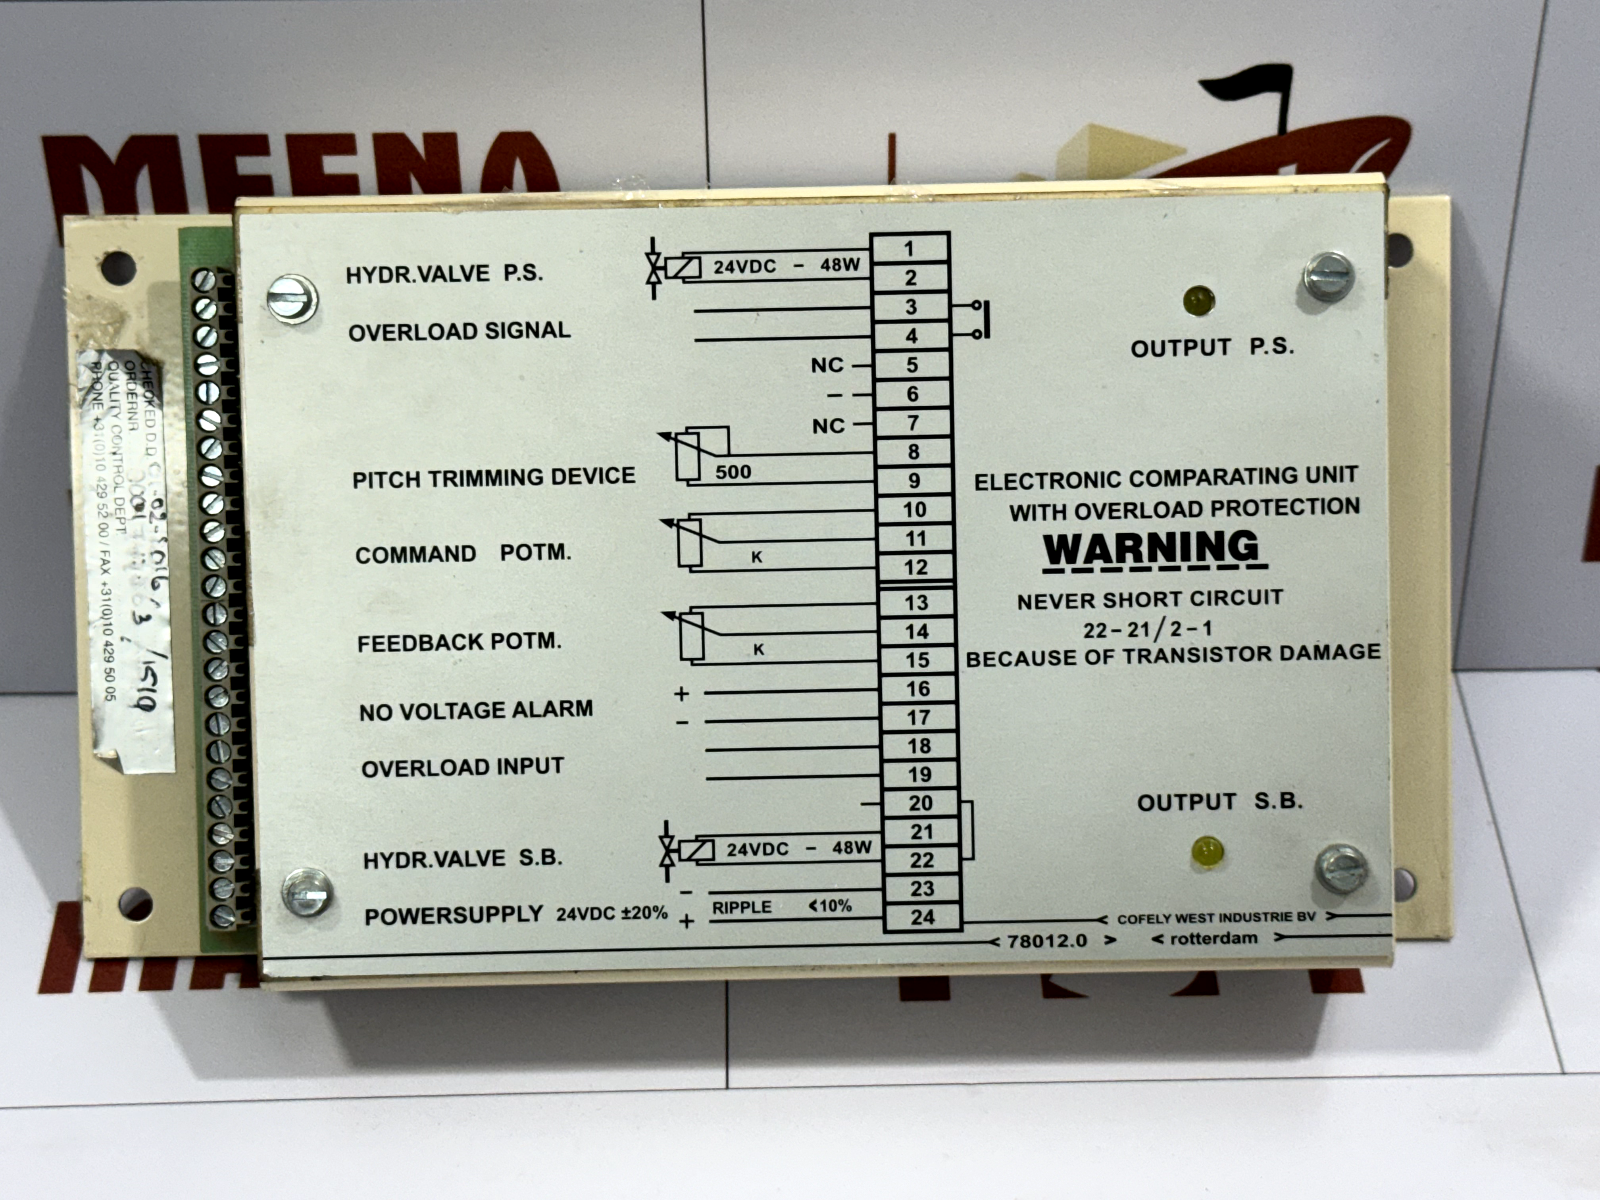 MEENA
HYDR.VALVE P.S.
24VDC - 48W
OVERLOAD SIGNAL
NC
-
NC
PITCH TRIMMING DEVICE
500
COMMAND POTM.
K
FEEDBACK POTM.
K
NO VOLTAGE ALARM
+
-
OVERLOAD INPUT
HYDR.VALVE S.B.
24VDC - 48W
POWERSUPPLY 24VDC ±20%
-
+
RIPPLE <10%
1
2
3
4
5
6
7
8
9
10
11
12
13
14
15
16
17
18
19
20
21
22
23
24
OUTPUT P.S.
ELECTRONIC COMPARATING UNIT
WITH OVERLOAD PROTECTION
WARNING
NEVER SHORT CIRCUIT
22-21/2-1
BECAUSE OF TRANSISTOR DAMAGE
OUTPUT S.B.
< COFELY WEST INDUSTRIE BV >
< 78012.0 > < rotterdam >
CHECKED D.D.
ORDERNR
QUALITY CONTROL DEPT
PHONE +31(0)10 429 52 00 / FAX +31(0)10 429 50 05